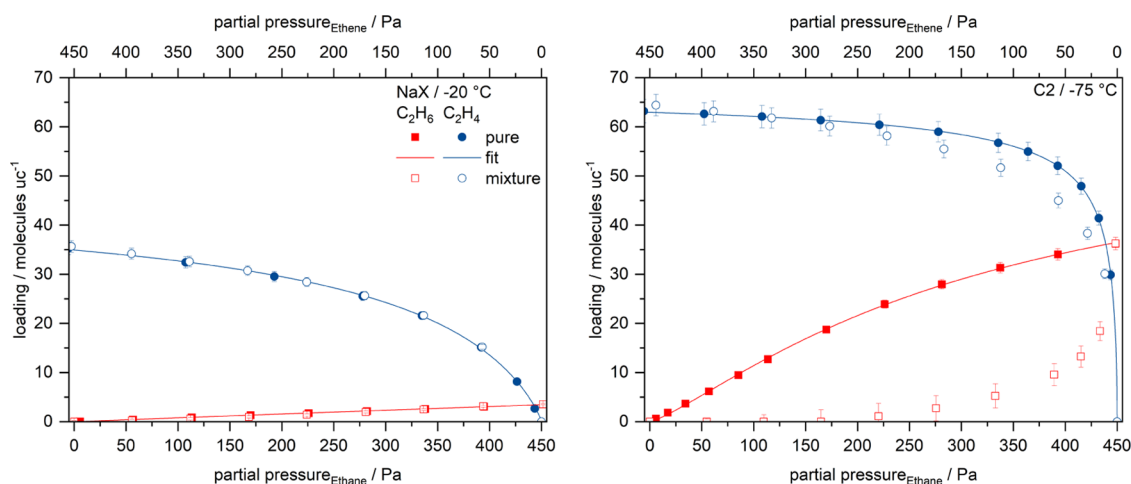 partial pressureEthene / Pa
450 400 350 300 250 200 150 100 50 0
NaX / -20 °C
C2H6 C2H4
pure
fit
mixture
loading / molecules uc-1
70
60
50
40
30
20
10
0
0 50 100 150 200 250 300 350 400 450
partial pressureEthane / Pa
partial pressureEthene / Pa
450 400 350 300 250 200 150 100 50 0
C2 / -75 °C
loading / molecules uc-1
70
60
50
40
30
20
10
0
0 50 100 150 200 250 300 350 400 450
partial pressureEthane / Pa